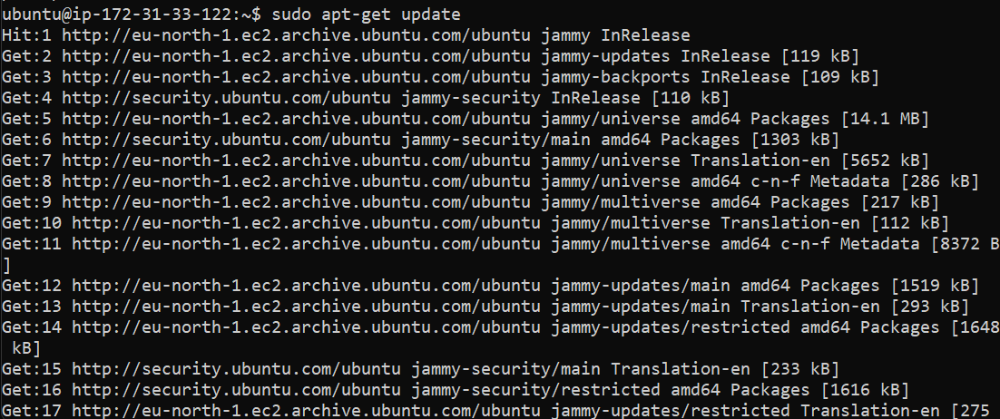 ubuntu@ip-172-31-33-122:~$ sudo apt-get update
Hit:1 http://eu-north-1.ec2.archive.ubuntu.com/ubuntu jammy InRelease
Get:2 http://eu-north-1.ec2.archive.ubuntu.com/ubuntu jammy-updates InRelease [119 kB]
Get:3 http://eu-north-1.ec2.archive.ubuntu.com/ubuntu jammy-backports InRelease [109 kB]
Get:4 http://security.ubuntu.com/ubuntu jammy-security InRelease [110 kB]
Get:5 http://eu-north-1.ec2.archive.ubuntu.com/ubuntu jammy/universe amd64 Packages [14.1 MB]
Get:6 http://security.ubuntu.com/ubuntu jammy-security/main amd64 Packages [1303 kB]
Get:7 http://eu-north-1.ec2.archive.ubuntu.com/ubuntu jammy/universe Translation-en [5652 kB]
Get:8 http://eu-north-1.ec2.archive.ubuntu.com/ubuntu jammy/universe amd64 c-n-f Metadata [286 kB]
Get:9 http://eu-north-1.ec2.archive.ubuntu.com/ubuntu jammy/multiverse amd64 Packages [217 kB]
Get:10 http://eu-north-1.ec2.archive.ubuntu.com/ubuntu jammy/multiverse Translation-en [112 kB]
Get:11 http://eu-north-1.ec2.archive.ubuntu.com/ubuntu jammy/multiverse amd64 c-n-f Metadata [8372 B
]
Get:12 http://eu-north-1.ec2.archive.ubuntu.com/ubuntu jammy-updates/main amd64 Packages [1519 kB]
Get:13 http://eu-north-1.ec2.archive.ubuntu.com/ubuntu jammy-updates/main Translation-en [293 kB]
Get:14 http://eu-north-1.ec2.archive.ubuntu.com/ubuntu jammy-updates/restricted amd64 Packages [1648
 kB]
Get:15 http://security.ubuntu.com/ubuntu jammy-security/main Translation-en [233 kB]
Get:16 http://security.ubuntu.com/ubuntu jammy-security/restricted amd64 Packages [1616 kB]
Get:17 http://eu-north-1.ec2.archive.ubuntu.com/ubuntu jammy-updates/restricted Translation-en [275